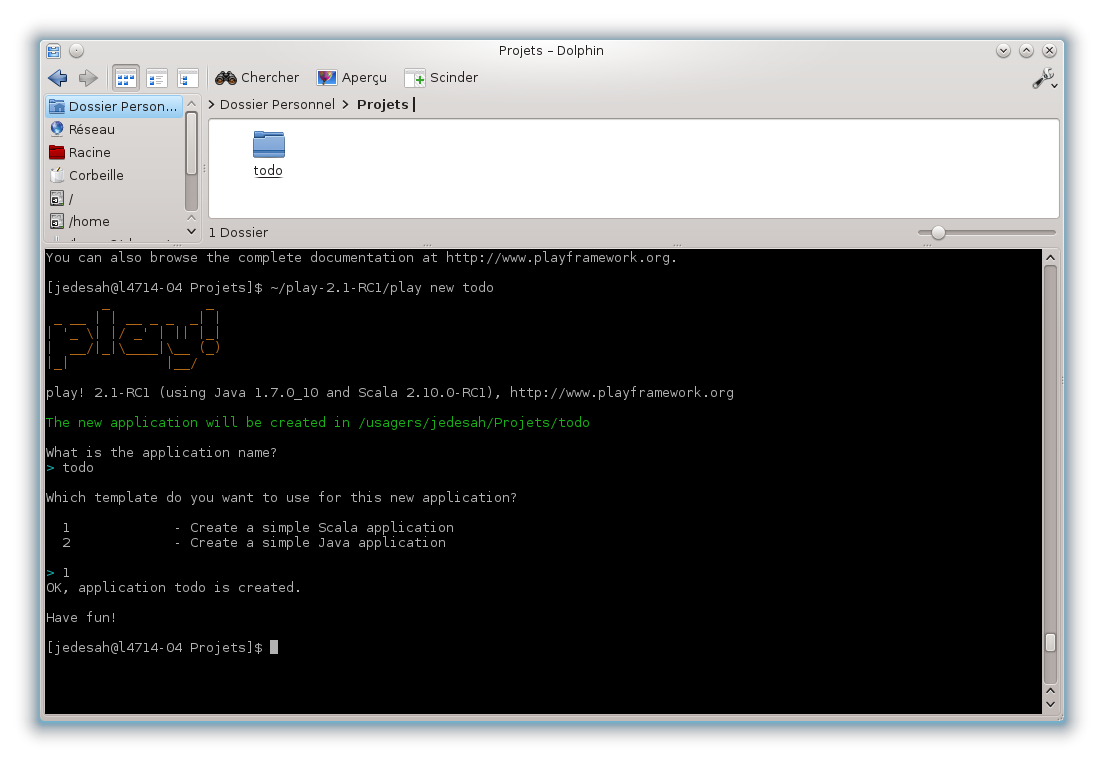 Projets – Dolphin
Chercher Aperçu Scinder
Dossier Person...
Réseau
Racine
Corbeille
/
/home
> Dossier Personnel > Projets
todo
1 Dossier
You can also browse the complete documentation at http://www.playframework.org.
[jedesah@l4714-04 Projets]$ ~/play-2.1-RC1/play new todo
play!
play! 2.1-RC1 (using Java 1.7.0_10 and Scala 2.10.0-RC1), http://www.playframework.org
The new application will be created in /usagers/jedesah/Projets/todo
What is the application name?
> todo
Which template do you want to use for this new application?
1 - Create a simple Scala application
2 - Create a simple Java application
> 1
OK, application todo is created.
Have fun!
[jedesah@l4714-04 Projets]$